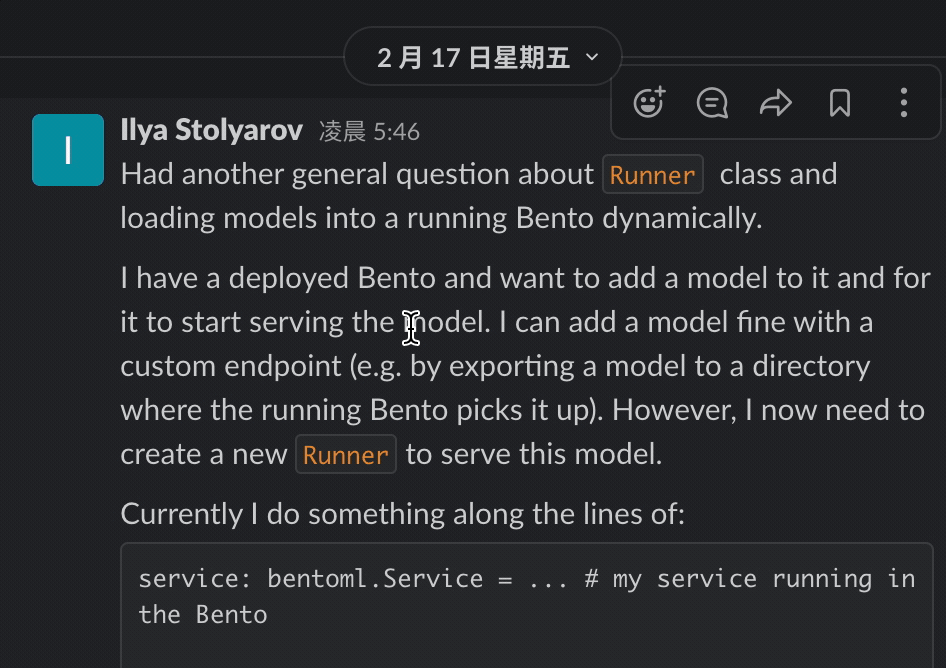 2 月 17 日星期五
I
Ilya Stolyarov 凌晨 5:46
Had another general question about Runner class and
loading models into a running Bento dynamically.
I have a deployed Bento and want to add a model to it and for
it to start serving the model. I can add a model fine with a
custom endpoint (e.g. by exporting a model to a directory
where the running Bento picks it up). However, I now need to
create a new Runner to serve this model.
Currently I do something along the lines of:
service: bentoml.Service = ... # my service running in
the Bento